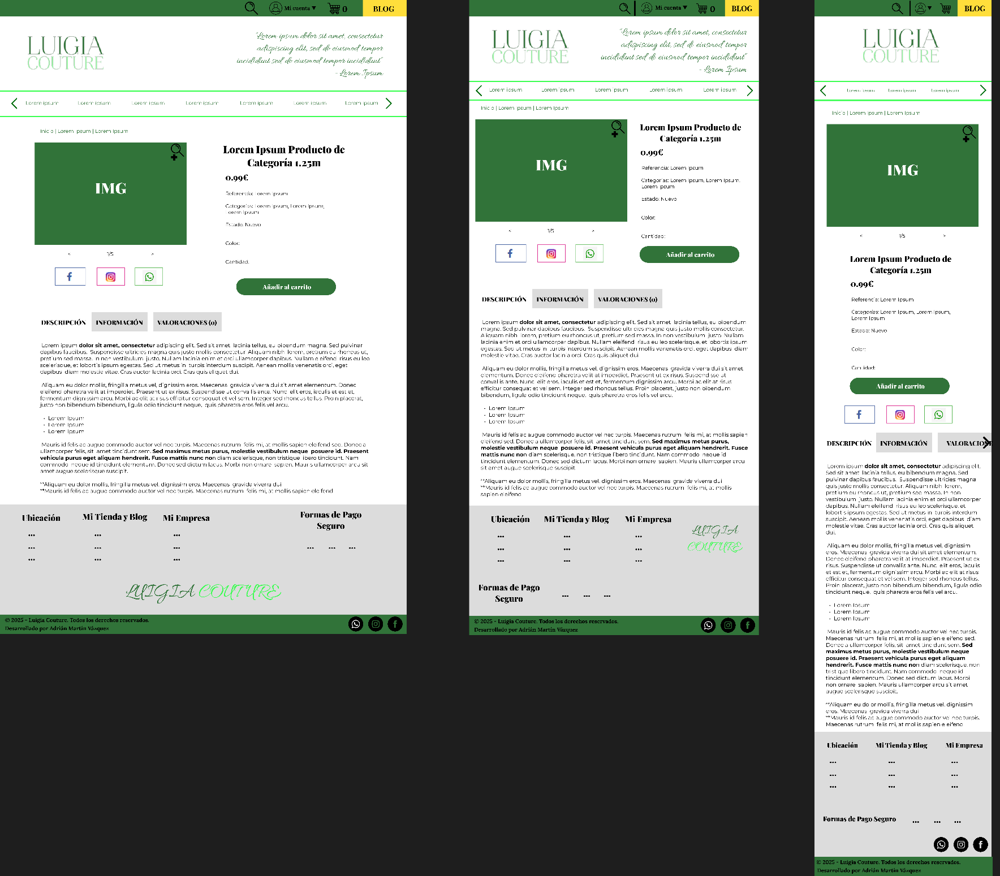 Mi cuenta ▼
0
BLOG
LUIGIA
COUTURE
"Lorem ipsum dolor sit amet, consectetur
adipiscing elit, sed do eiusmod tempor
incididunt sed do eiusmod tempor incididunt"
- Lorem Ipsum
Lorem ipsum Lorem ipsum Lorem ipsum Lorem ipsum Lorem ipsum Lorem ipsum Lorem ipsum
Inicio | Lorem Ipsum | Lorem Ipsum
IMG
Lorem Ipsum Producto de
Categoría 1.25m
0.99€
Referencia: Lorem Ipsum
Categorías: Lorem Ipsum, Lorem Ipsum,
Lorem Ipsum
Estado: Nuevo
Color:
Cantidad:
< 1/5 >
Añadir al carrito
DESCRIPCIÓN INFORMACIÓN VALORACIONES (0)
Lorem ipsum dolor sit amet, consectetur adipiscing elit. Sed sit amet lacinia tellus, eu bibendum magna. Sed pulvinar
dapibus faucibus. Suspendisse ultricies magna quis justo mollis consectetur. Aliquam nibh lorem, pretium eu rhoncus ut,
pretium sed massa. In non vestibulum justo. Nullam lacinia enim et orci ullamcorper dapibus. Nullam eleifend risus eu leo
scelerisque, et lobortis ipsum egestas. Sed ut metus in turpis interdum suscipit. Aenean mollis venenatis orci, eget
dapibus diam molestie vitae. Cras auctor lacinia orci. Cras quis aliquet dui.
Aliquam eu dolor mollis, fringilla metus vel, dignissim eros. Maecenas gravida viverra dui sit amet elementum. Donec
eleifend pharetra velit at imperdiet. Praesent ut ex risus. Suspendisse ut convallis ante. Nunc elit eros, iaculis et est et,
fermentum dignissim arcu. Morbi ac elit at risus efficitur consequat et vel sem. Integer sed rhoncus tellus. Proin placerat,
justo non bibendum bibendum, ligula odio tincidunt neque, quis pharetra eros felis vel arcu.
• Lorem Ipsum
• Lorem Ipsum
• Lorem Ipsum
Mauris id felis ac augue commodo auctor vel nec turpis. Maecenas rutrum felis mi, at mollis sapien eleifend sed. Donec a
ullamcorper felis, sit amet tincidunt sem. Sed maximus metus purus, molestie vestibulum neque posuere id. Praesent
vehicula purus eget aliquam hendrerit. Fusce mattis nunc non diam scelerisque, non tristique libero tincidunt. Nam
commodo neque id tincidunt elementum. Donec sed dictum lacus. Morbi non ornare sapien. Mauris ullamcorper arcu sit
amet augue scelerisque suscipit.
**Aliquam eu dolor mollis, fringilla metus vel, dignissim eros. Maecenas gravida viverra dui
**Mauris id felis ac augue commodo auctor vel nec turpis. Maecenas rutrum felis mi, at mollis sapien eleifend
Ubicación Mi Tienda y Blog Mi Empresa Formas de Pago
Seguro
... ... ...
... ... ... ... ... ...
... ... ...
LUIGIA COUTURE
© 2025 - Luigia Couture. Todos los derechos reservados.
Desarrollado por Adrián Martín Vázquez
Mi cuenta ▼
0
BLOG
LUIGIA
COUTURE
"Lorem ipsum dolor sit amet, consectetur
adipiscing elit, sed do eiusmod tempor
incididunt sed do eiusmod tempor incididunt"
- Lorem Ipsum
Lorem ipsum Lorem ipsum Lorem ipsum Lorem ipsum Lorem ipsum
Inicio | Lorem Ipsum | Lorem Ipsum
IMG
Lorem Ipsum Producto de
Categoría 1.25m
0.99€
Referencia: Lorem Ipsum
Categorías: Lorem Ipsum, Lorem Ipsum,
Lorem Ipsum
Estado: Nuevo
Color:
Cantidad:
< 1/5 >
Añadir al carrito
DESCRIPCIÓN INFORMACIÓN VALORACIONES (0)
Lorem ipsum dolor sit amet, consectetur adipiscing elit. Sed sit amet lacinia tellus, eu bibendum
magna. Sed pulvinar dapibus faucibus. Suspendisse ultricies magna quis justo mollis consectetur.
Aliquam nibh lorem, pretium eu rhoncus ut, pretium sed massa. In non vestibulum justo. Nullam
lacinia enim et orci ullamcorper dapibus. Nullam eleifend risus eu leo scelerisque, et lobortis ipsum
egestas. Sed ut metus in turpis interdum suscipit. Aenean mollis venenatis orci, eget dapibus diam
molestie vitae. Cras auctor lacinia orci. Cras quis aliquet dui
Aliquam eu dolor mollis, fringilla metus vel, dignissim eros. Maecenas gravida viverra dui sit amet
elementum. Donec eleifend pharetra velit at imperdiet. Praesent ut ex risus. Suspendisse ut
convallis ante. Nunc elit eros, iaculis et est et, fermentum dignissim arcu. Morbi ac elit at risus
efficitur consequat et vel sem. Integer sed rhoncus tellus. Proin placerat, justo non bibendum
bibendum, ligula odio tincidunt neque, quis pharetra eros felis vel arcu.
• Lorem Ipsum
• Lorem Ipsum
• Lorem Ipsum
Mauris id felis ac augue commodo auctor vel nec turpis. Maecenas rutrum felis mi, at mollis sapien
eleifend sed. Donec a ullamcorper felis, sit amet tincidunt sem. Sed maximus metus purus,
molestie vestibulum neque posuere id. Praesent vehicula purus eget aliquam hendrerit. Fusce
mattis nunc non diam scelerisque, non tristique libero tincidunt. Nam commodo neque id
tincidunt elementum. Donec sed dictum lacus. Morbi non ornare sapien. Mauris ullamcorper arcu
sit amet augue scelerisque suscipit.
**Aliquam eu dolor mollis, fringilla metus vel, dignissim eros. Maecenas gravida viverra dui
**Mauris id felis ac augue commodo auctor vel nec turpis. Maecenas rutrum felis mi, at mollis
sapien eleifend
Ubicación Mi Tienda y Blog Mi Empresa
LUIGIA
COUTURE
... ... ...
... ... ...
... ... ...
Formas de Pago
Seguro
... ... ...
© 2025 - Luigia Couture. Todos los derechos reservados.
Desarrollado por Adrián Martín Vázquez
▼
BLOG
LUIGIA
COUTURE
Lorem ipsum Lorem ipsum Lorem ipsum
Inicio | Lorem Ipsum | Lorem Ipsum
IMG
< 1/5 >
Lorem Ipsum Producto de
Categoría 1.25m
0.99€
Referencia: Lorem Ipsum
Categorías: Lorem Ipsum, Lorem Ipsum,
Lorem Ipsum
Estado: Nuevo
Color:
Cantidad:
Añadir al carrito
DESCRIPCIÓN INFORMACIÓN VALORACIONE
Lorem ipsum dolor sit amet, consectetur adipiscing elit.
Sed sit amet lacinia tellus, eu bibendum magna. Sed
pulvinar dapibus faucibus. Suspendisse ultricies magna
quis justo mollis consectetur. Aliquam nibh lorem,
pretium eu rhoncus ut, pretium sed massa. In non
vestibulum justo. Nullam lacinia enim et orci ullamcorper
dapibus. Nullam eleifend risus eu leo scelerisque, et
lobortis ipsum egestas. Sed ut metus in turpis interdum
suscipit. Aenean mollis venenatis orci, eget dapibus diam
molestie vitae. Cras auctor lacinia orci. Cras quis aliquet
dui.
Aliquam eu dolor mollis, fringilla metus vel, dignissim
eros. Maecenas gravida viverra dui sit amet elementum.
Donec eleifend pharetra velit at imperdiet. Praesent ut ex
risus. Suspendisse ut convallis ante. Nunc elit eros, iaculis
et est et, fermentum dignissim arcu. Morbi ac elit at risus
efficitur consequat et vel sem. Integer sed rhoncus tellus.
Proin placerat, justo non bibendum bibendum, ligula odio
tincidunt neque, quis pharetra eros felis vel arcu.
• Lorem Ipsum
• Lorem Ipsum
• Lorem Ipsum
Mauris id felis ac augue commodo auctor vel nec turpis.
Maecenas rutrum felis mi, at mollis sapien eleifend sed.
Donec a ullamcorper felis, sit amet tincidunt sem. Sed
maximus metus purus, molestie vestibulum neque
posuere id. Praesent vehicula purus eget aliquam
hendrerit. Fusce mattis nunc non diam scelerisque, non
tristique libero tincidunt. Nam commodo neque id
tincidunt elementum. Donec sed dictum lacus. Morbi
non ornare sapien. Mauris ullamcorper arcu sit amet
augue scelerisque suscipit.
**Aliquam eu dolor mollis, fringilla metus vel, dignissim
eros. Maecenas gravida viverra dui
**Mauris id felis ac augue commodo auctor vel nec turpis.
Maecenas rutrum felis mi, at mollis sapien eleifend
Ubicación Mi Tienda y Blog Mi Empresa
... ... ...
... ... ...
... ... ...
Formas de Pago Seguro ... ... ...
© 2025 - Luigia Couture. Todos los derechos reservados.
Desarrollado por Adrián Martín Vázquez